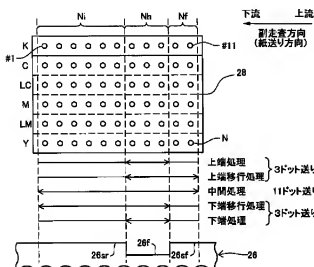 Ni Nh Nf
下流 上流
副走査方向
(紙送り方向)
#1 K #11
C
28
LC
M
LM
Y N
上端処理
上端移行処理
3ドット送り
中間処理 11ドット送り
下端移行処理
下端処理
3ドット送り
26sr 26f 26sf 26